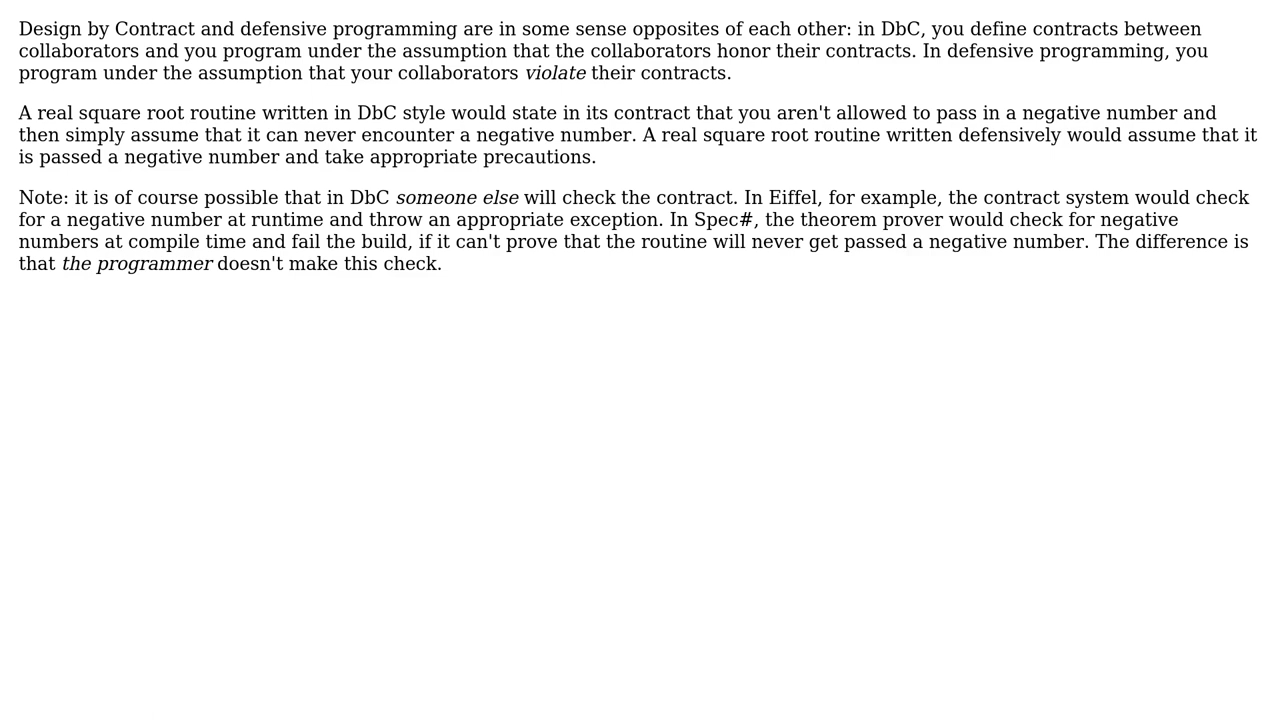 Design by Contract and defensive programming are in some sense opposites of each other: in DbC, you define contracts between
collaborators and you program under the assumption that the collaborators honor their contracts. In defensive programming, you
program under the assumption that your collaborators violate their contracts.
A real square root routine written in DbC style would state in its contract that you aren't allowed to pass in a negative number and
then simply assume that it can never encounter a negative number. A real square root routine written defensively would assume that it
is passed a negative number and take appropriate precautions.
Note: it is of course possible that in DbC someone else will check the contract. In Eiffel, for example, the contract system would check
for a negative number at runtime and throw an appropriate exception. In Spec#, the theorem prover would check for negative
numbers at compile time and fail the build, if it can't prove that the routine will never get passed a negative number. The difference is
that the programmer doesn't make this check.